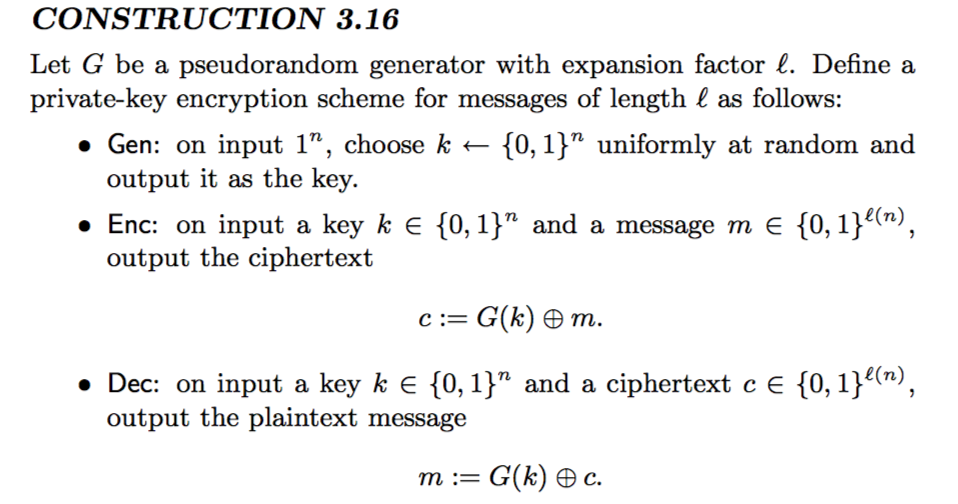 CONSTRUCTION 3.16
Let G be a pseudorandom generator with expansion factor ℓ. Define a
private-key encryption scheme for messages of length ℓ as follows:
• Gen: on input 1ⁿ, choose k ← {0, 1}ⁿ uniformly at random and
output it as the key.
• Enc: on input a key k ∈ {0, 1}ⁿ and a message m ∈ {0, 1}^{ℓ(n)},
output the ciphertext
c := G(k) ⊕ m.
• Dec: on input a key k ∈ {0, 1}ⁿ and a ciphertext c ∈ {0, 1}^{ℓ(n)},
output the plaintext message
m := G(k) ⊕ c.